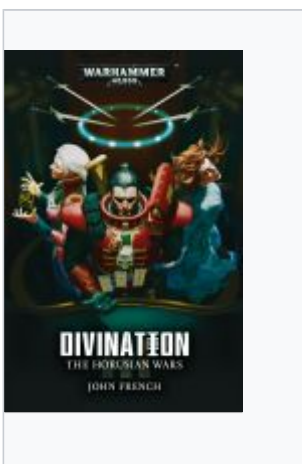 WARHAMMER
40,000
DIVINATION
THE HORUSIAN WARS
JOHN FRENCH